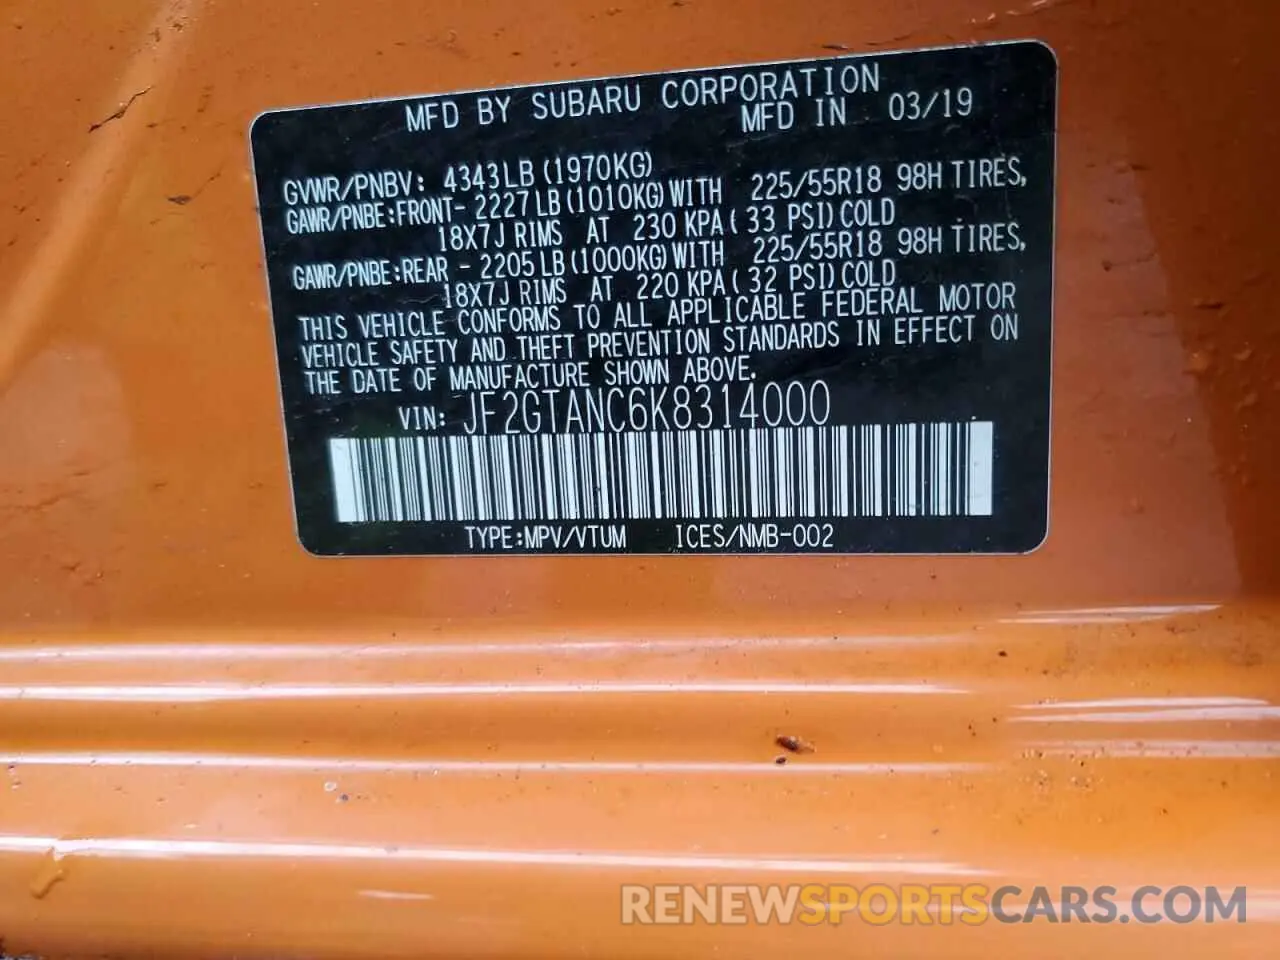 MFD BY SUBARU CORPORATION
MFD IN 03/19
GVWR/PNBV: 4343LB(1970KG)
GAWR/PNBE:FRONT- 2227LB(1010KG)WITH 225/55R18 98H TIRES,
18X7J RIMS AT 230 KPA( 33 PSI)COLD
GAWR/PNBE:REAR - 2205LB(1000KG)WITH 225/55R18 98H TIRES,
18X7J RIMS AT 220 KPA( 32 PSI)COLD
THIS VEHICLE CONFORMS TO ALL APPLICABLE FEDERAL MOTOR
VEHICLE SAFETY AND THEFT PREVENTION STANDARDS IN EFFECT ON
THE DATE OF MANUFACTURE SHOWN ABOVE.
VIN: JF2GTANC6K8314000
TYPE:MPV/VTUM ICES/NMB-002
RENEWSPORTSCARS.COM